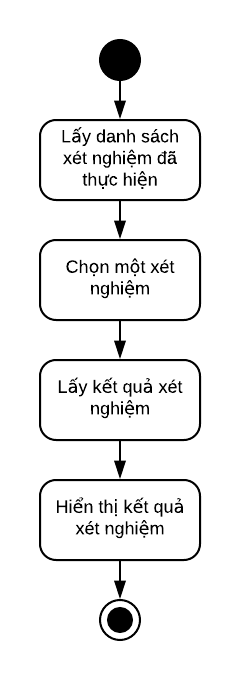 Lấy danh sách
xét nghiệm đã
thực hiện
Chọn một xét
nghiệm
Lấy kết quả xét
nghiệm
Hiển thị kết quả
xét nghiệm